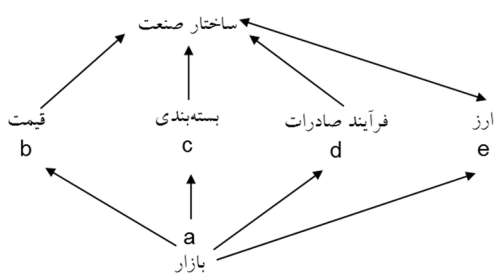 ساختار صنعت
ارز
فرآیند صادرات
بسته‌بندی
قیمت
e
d
c
b
a
بازار